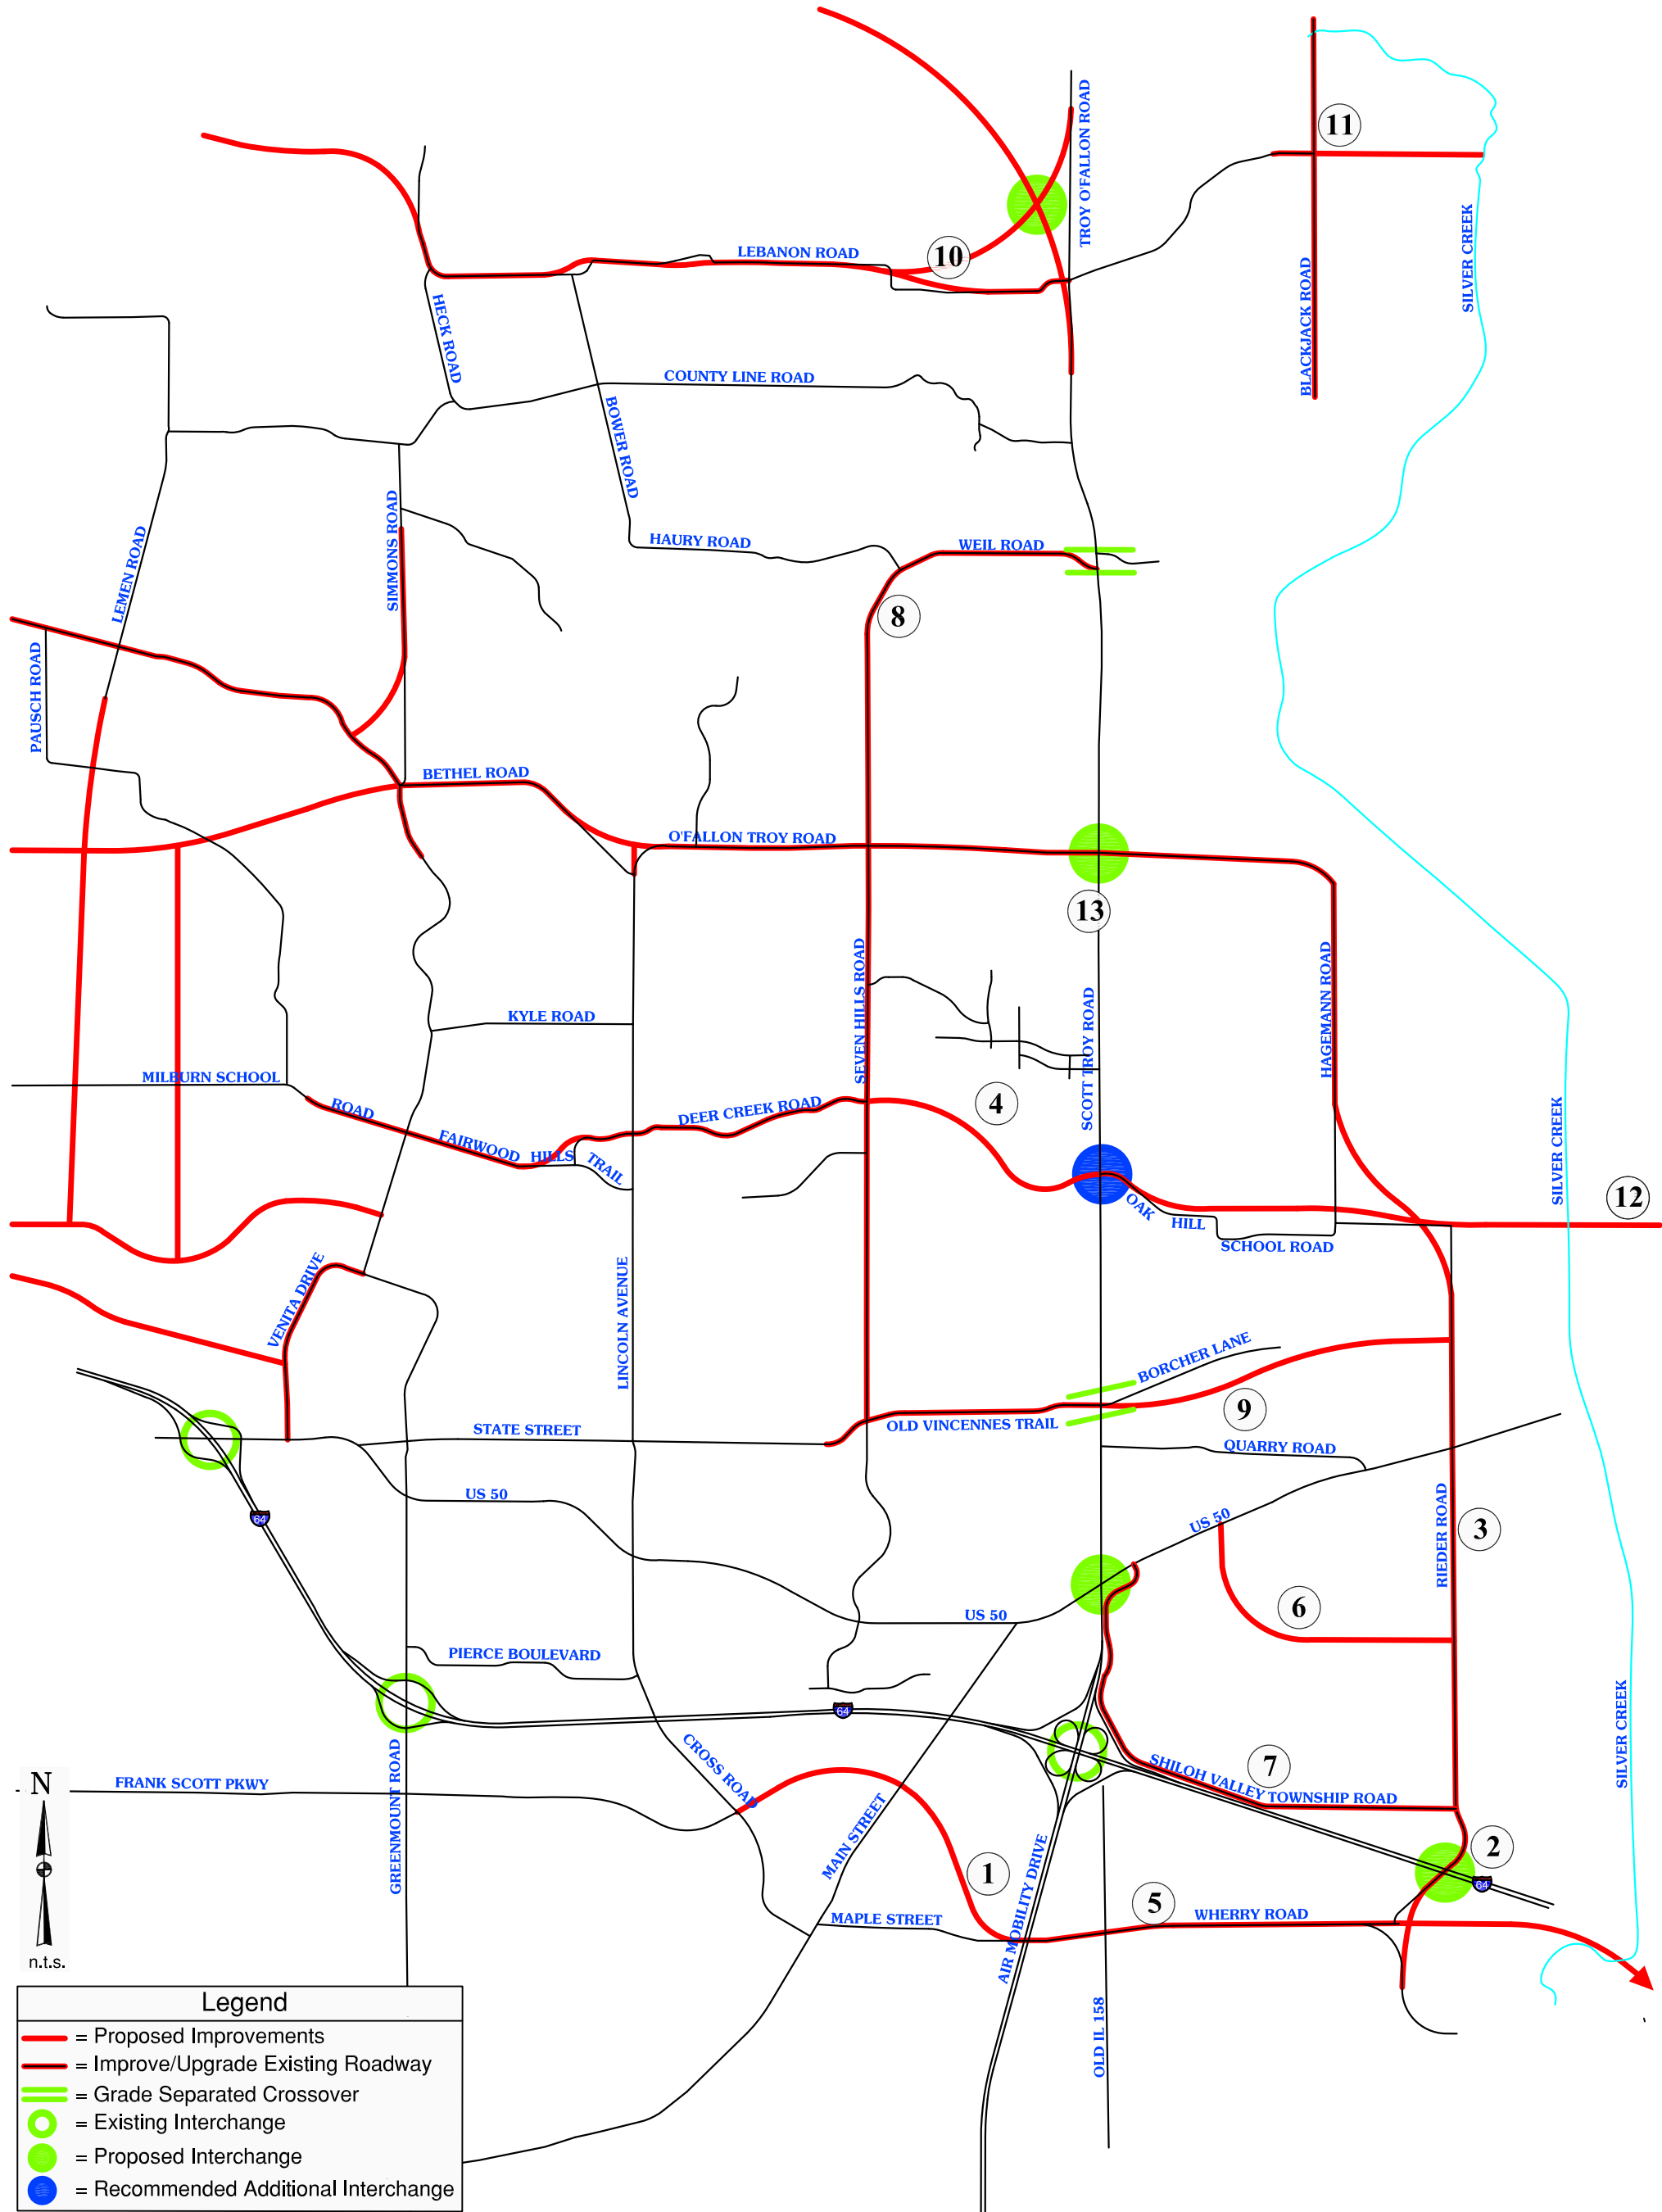 11
TROY O'FALLON ROAD
SILVER CREEK
10
LEBANON ROAD
BLACKJACK ROAD
HECK ROAD
COUNTY LINE ROAD
BOWER ROAD
SIMMONS ROAD
HAURY ROAD
WEIL ROAD
LEMEN ROAD
8
PAUSCH ROAD
BETHEL ROAD
O'FALLON TROY ROAD
13
SEVEN HILLS ROAD
HAGEMANN ROAD
KYLE ROAD
SCOTT TROY ROAD
MILBURN SCHOOL
ROAD
DEER CREEK ROAD
4
FAIRWOOD HILLS TRAIL
SILVER CREEK
12
OAK HILL
SCHOOL ROAD
VENITA DRIVE
LINCOLN AVENUE
BORCHER LANE
9
STATE STREET
OLD VINCENNES TRAIL
QUARRY ROAD
US 50
64
US 50
RIEDER ROAD
3
6
US 50
PIERCE BOULEVARD
64
SILVER CREEK
CROSS ROAD
SHILOH VALLEY TOWNSHIP ROAD
7
N
FRANK SCOTT PKWY
GREENMOUNT ROAD
MAIN STREET
2
1
AIR MOBILITY DRIVE
64
5
MAPLE STREET
WHERRY ROAD
n.t.s.
OLD IL 158
Legend
= Proposed Improvements
= Improve/Upgrade Existing Roadway
= Grade Separated Crossover
= Existing Interchange
= Proposed Interchange
= Recommended Additional Interchange